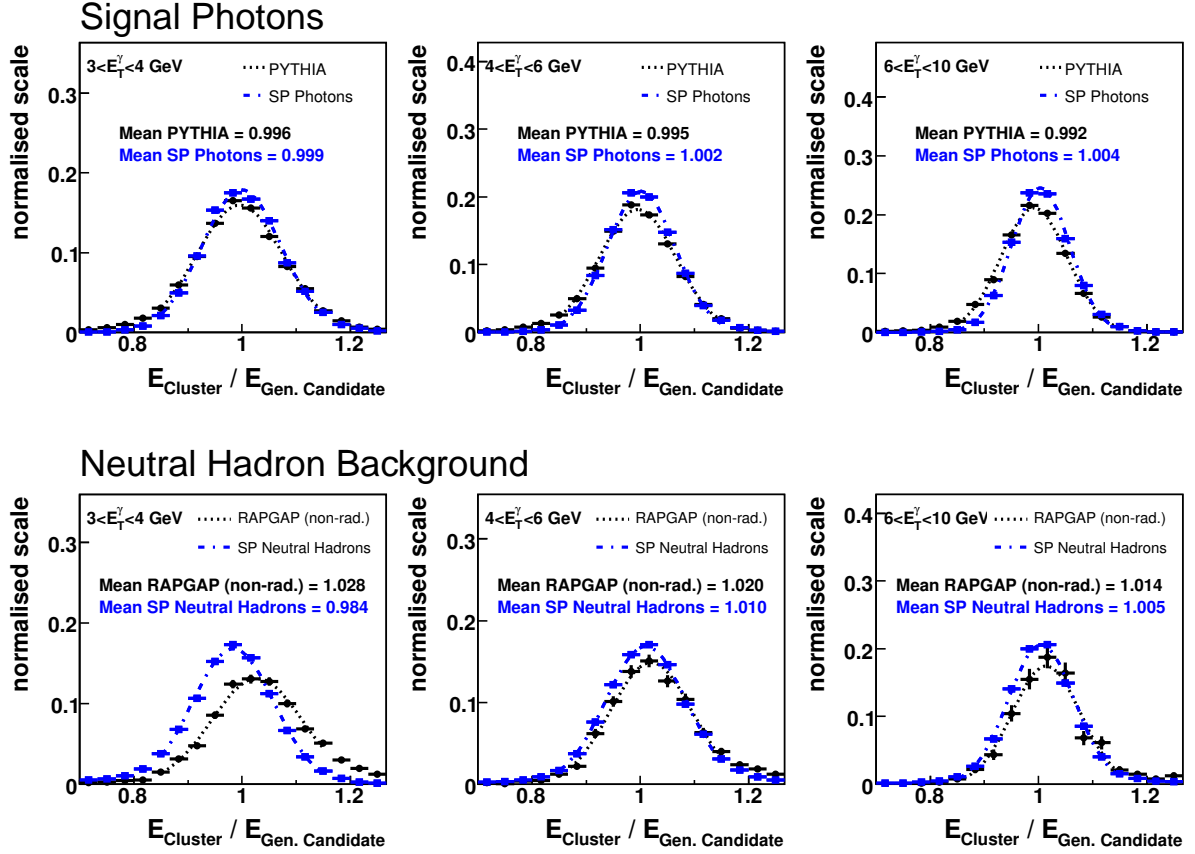 Signal Photons
normalised scale
3<E_T^γ<4 GeV
PYTHIA
SP Photons
Mean PYTHIA = 0.996
Mean SP Photons = 0.999
0.3
0.2
0.1
0
0.8
1
1.2
E_Cluster / E_Gen. Candidate
normalised scale
4<E_T^γ<6 GeV
PYTHIA
SP Photons
Mean PYTHIA = 0.995
Mean SP Photons = 1.002
0.4
0.3
0.2
0.1
0
0.8
1
1.2
E_Cluster / E_Gen. Candidate
normalised scale
6<E_T^γ<10 GeV
PYTHIA
SP Photons
Mean PYTHIA = 0.992
Mean SP Photons = 1.004
0.4
0.3
0.2
0.1
0
0.8
1
1.2
E_Cluster / E_Gen. Candidate
Neutral Hadron Background
normalised scale
3<E_T^γ<4 GeV
RAPGAP (non-rad.)
SP Neutral Hadrons
Mean RAPGAP (non-rad.) = 1.028
Mean SP Neutral Hadrons = 0.984
0.3
0.2
0.1
0
0.8
1
1.2
E_Cluster / E_Gen. Candidate
normalised scale
4<E_T^γ<6 GeV
RAPGAP (non-rad.)
SP Neutral Hadrons
Mean RAPGAP (non-rad.) = 1.020
Mean SP Neutral Hadrons = 1.010
0.3
0.2
0.1
0
0.8
1
1.2
E_Cluster / E_Gen. Candidate
normalised scale
6<E_T^γ<10 GeV
RAPGAP (non-rad.)
SP Neutral Hadrons
Mean RAPGAP (non-rad.) = 1.014
Mean SP Neutral Hadrons = 1.005
0.4
0.3
0.2
0.1
0
0.8
1
1.2
E_Cluster / E_Gen. Candidate